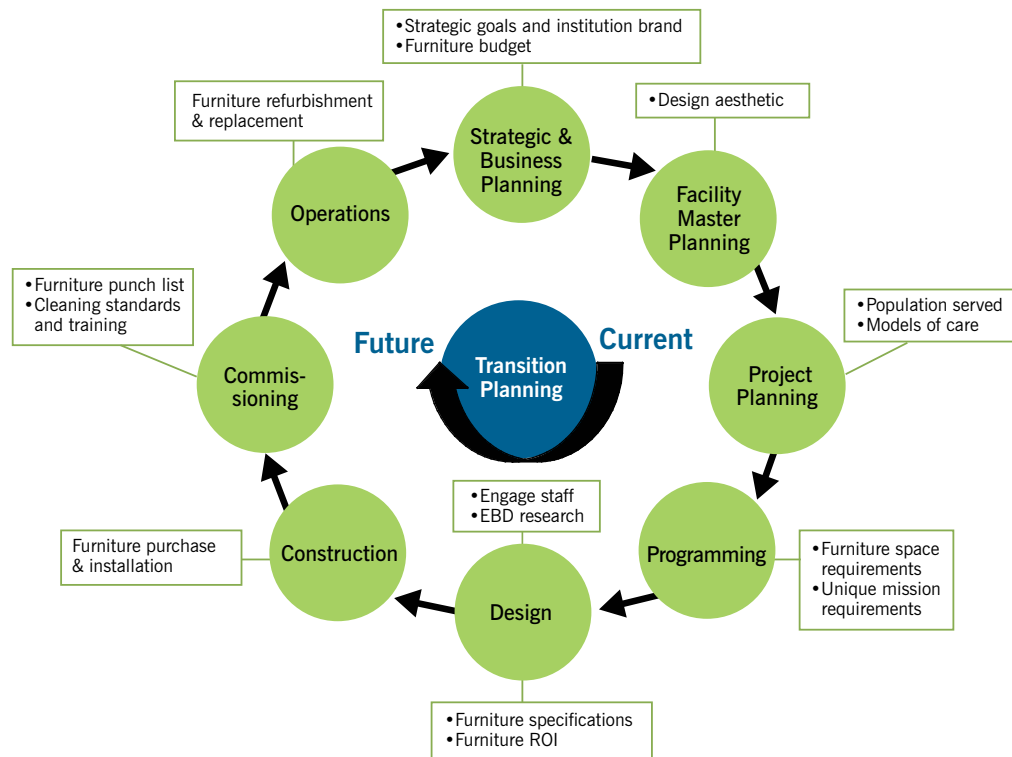 •Strategic goals and institution brand
•Furniture budget
Strategic &
Business
Planning
•Design aesthetic
Facility
Master
Planning
•Population served
•Models of care
Project
Planning
•Furniture space
requirements
•Unique mission
requirements
Programming
•Engage staff
•EBD research
Design
•Furniture specifications
•Furniture ROI
Furniture purchase
& installation
Construction
•Furniture punch list
•Cleaning standards
and training
Commis-
sioning
Furniture refurbishment
& replacement
Operations
Future
Current
Transition
Planning